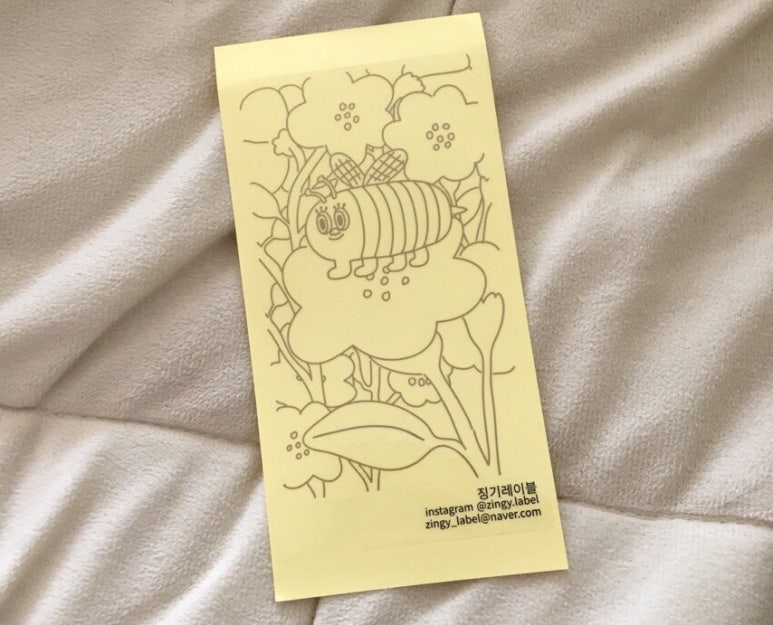 징기레이블
instagram @zingy.label
zingy_label@naver.com